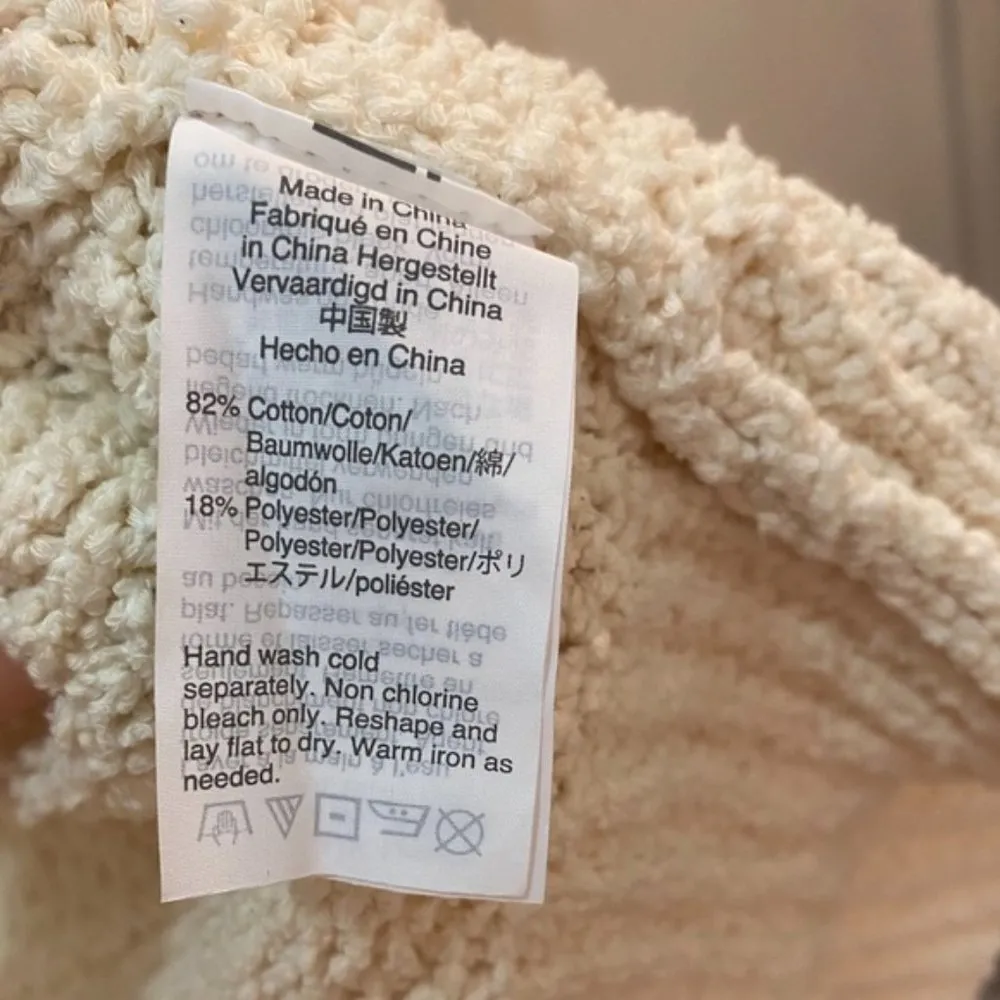 Made in China
Fabriqué en Chine
in China Hergestellt
Vervaardigd in China
中国製
Hecho en China
82% Cotton/Coton/
Baumwolle/Katoen/綿/
algodón
18% Polyester/Polyester/
Polyester/Polyester/ポリ
エステル/poliéster
Hand wash cold
separately. Non chlorine
bleach only. Reshape and
lay flat to dry. Warm iron as
needed.